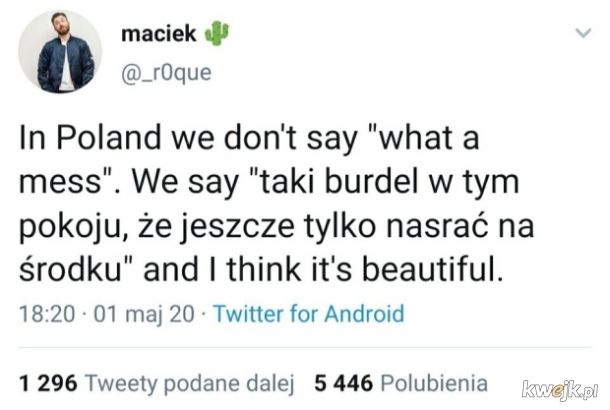 maciek 🌵
@_r0que
In Poland we don't say "what a
mess". We say "taki burdel w tym
pokoju, że jeszcze tylko nasrać na
środku" and I think it's beautiful.
18:20 · 01 maj 20 · Twitter for Android
1 296 Tweety podane dalej 5 446 Polubienia
kwejk.pl